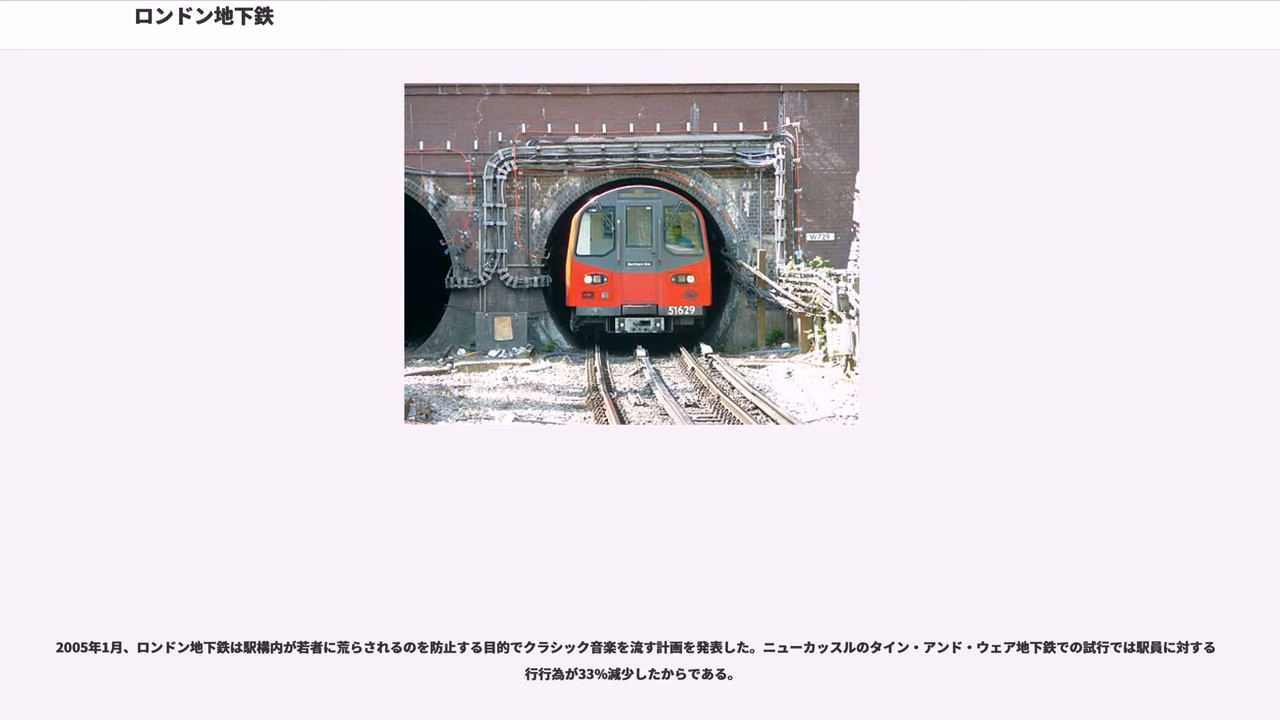 ロンドン地下鉄
W729
Northern line
51629
2005年1月、ロンドン地下鉄は駅構内が若者に荒らされるのを防止する目的でクラシック音楽を流す計画を発表した。ニューカッスルのタイン・アンド・ウェア地下鉄での試行では駅員に対する
行行為が33%減少したからである。